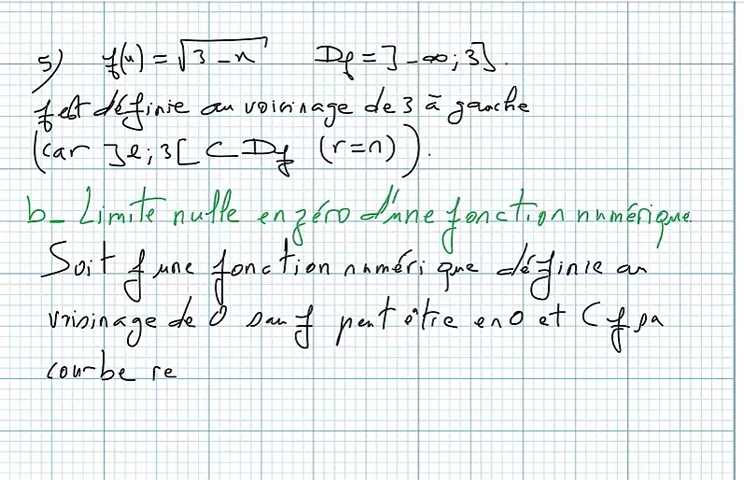 5) f(x) = √3-x Df = ]-∞; 3].
f est définie au voisinage de 3 à gauche
(car ]2; 3[ ⊂ Df (r=1)).
b- Limite nulle en zéro d'une fonction numérique.
Soit f une fonction numérique définie au
voisinage de 0 sauf peut être en 0 et Cf sa
courbe re